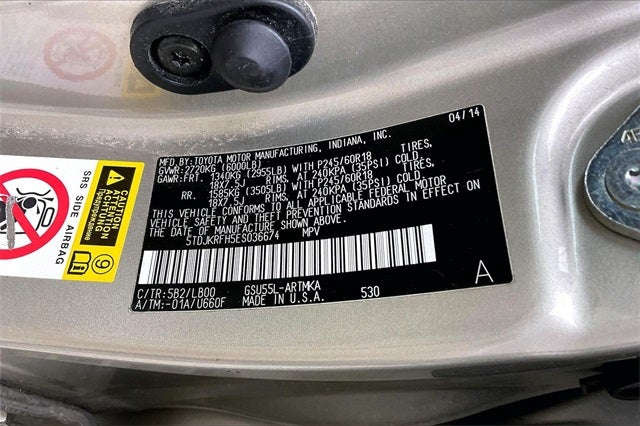 04/14
MFD.BY:TOYOTA MOTOR MANUFACTURING, INDIANA, INC.
GVWR:2720KG (6000LB)
GAWR:FRT. 1340KG (2955LB) WITH P245/60R18 TIRES,
18X7.5J RIMS, AT 240KPA (35PSI) COLD.
RR. 1585KG (3505LB) WITH P245/60R18 TIRES,
18X7.5J RIMS, AT 240KPA (35PSI) COLD.
THIS VEHICLE CONFORMS TO ALL APPLICABLE FEDERAL MOTOR
VEHICLE SAFETY AND THEFT PREVENTION STANDARDS IN EFFECT ON
THE DATE OF MANUFACTURE SHOWN ABOVE.
5TDJKRFH5ES036674 MPV
C/TR:5B2/LB00 GSU55L-ARTMKA
A/TM:-01A/U660F MADE IN U.S.A. 530
A
SRS SIDE AIRBAG
CAUTION
ACHTUNG
9